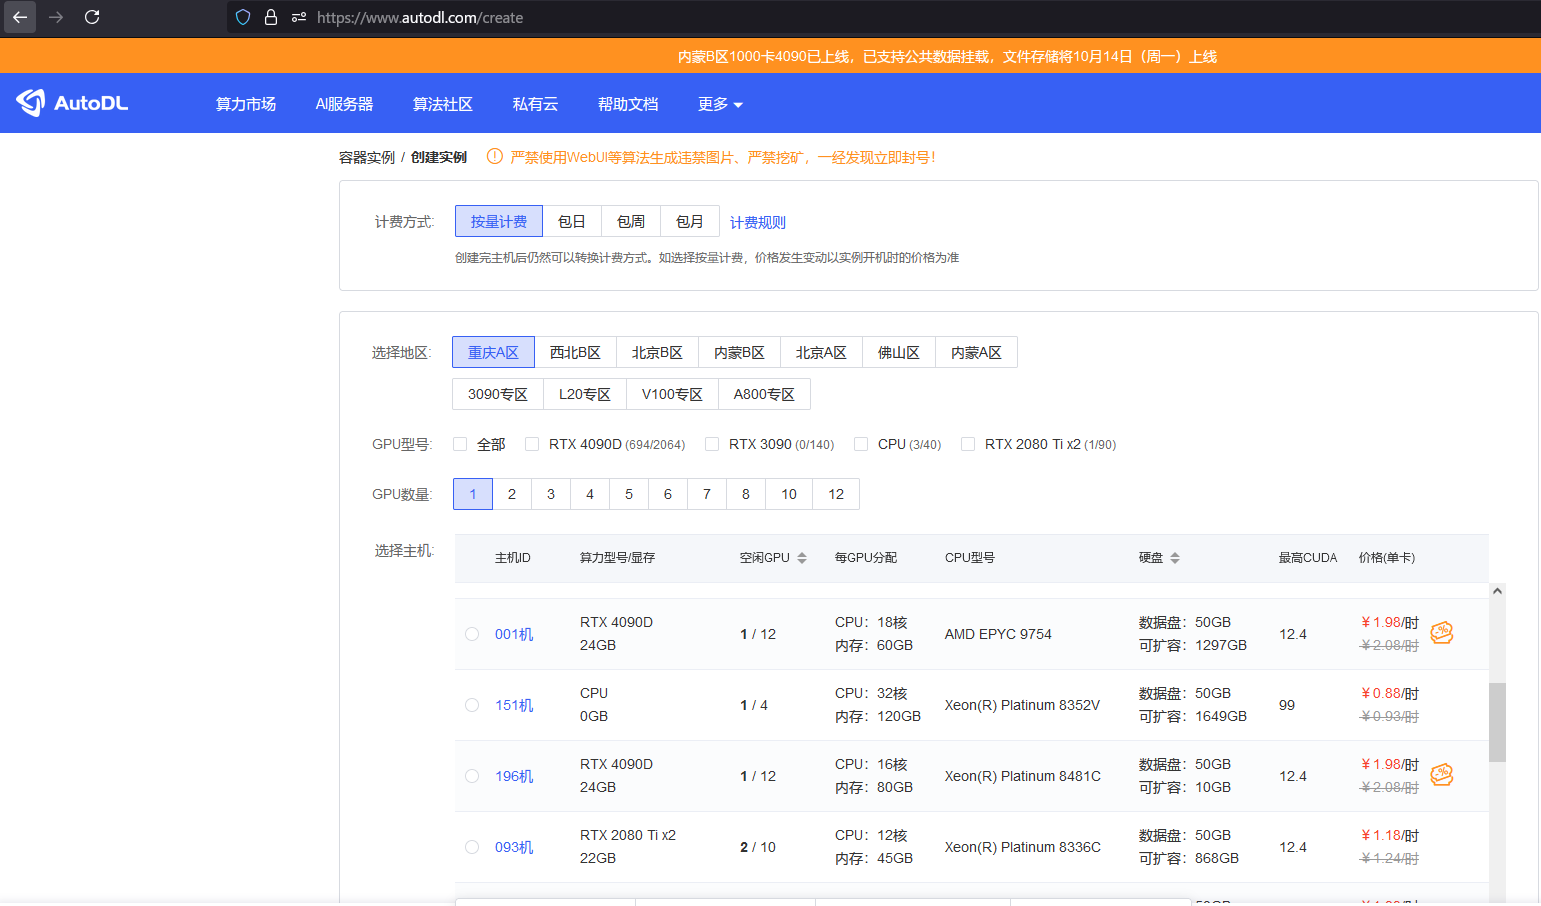 https://www.autodl.com/create
内蒙B区1000卡4090已上线，已支持公共数据挂载，文件存储将10月14日（周一）上线
AutoDL 算力市场 AI服务器 算法社区 私有云 帮助文档 更多
容器实例 / 创建实例 严禁使用WebUI等算法生成违禁图片、严禁挖矿，一经发现立即封号!
计费方式: 按量计费 包日 包周 包月 计费规则
创建完主机后仍然可以转换计费方式。如选择按量计费，价格发生变动以实例开机时的价格为准
选择地区: 重庆A区 西北B区 北京B区 内蒙B区 北京A区 佛山区 内蒙A区
3090专区 L20专区 V100专区 A800专区
GPU型号: 全部 RTX 4090D (694/2064) RTX 3090 (0/140) CPU (3/40) RTX 2080 Ti x2 (1/90)
GPU数量: 1 2 3 4 5 6 7 8 10 12
选择主机: 主机ID 算力型号/显存 空闲GPU 每GPU分配 CPU型号 硬盘 最高CUDA 价格(单卡)
RTX 4090D CPU：18核 数据盘：50GB ￥1.98/时
001机 1 / 12 AMD EPYC 9754 12.4
24GB 内存：60GB 可扩容：1297GB ￥2.08/时
CPU CPU：32核 数据盘：50GB ￥0.88/时
151机 1 / 4 Xeon(R) Platinum 8352V 99
0GB 内存：120GB 可扩容：1649GB ￥0.93/时
RTX 4090D CPU：16核 数据盘：50GB ￥1.98/时
196机 1 / 12 Xeon(R) Platinum 8481C 12.4
24GB 内存：80GB 可扩容：10GB ￥2.08/时
RTX 2080 Ti x2 CPU：12核 数据盘：50GB ￥1.18/时
093机 2 / 10 Xeon(R) Platinum 8336C 12.4
22GB 内存：45GB 可扩容：868GB ￥1.24/时